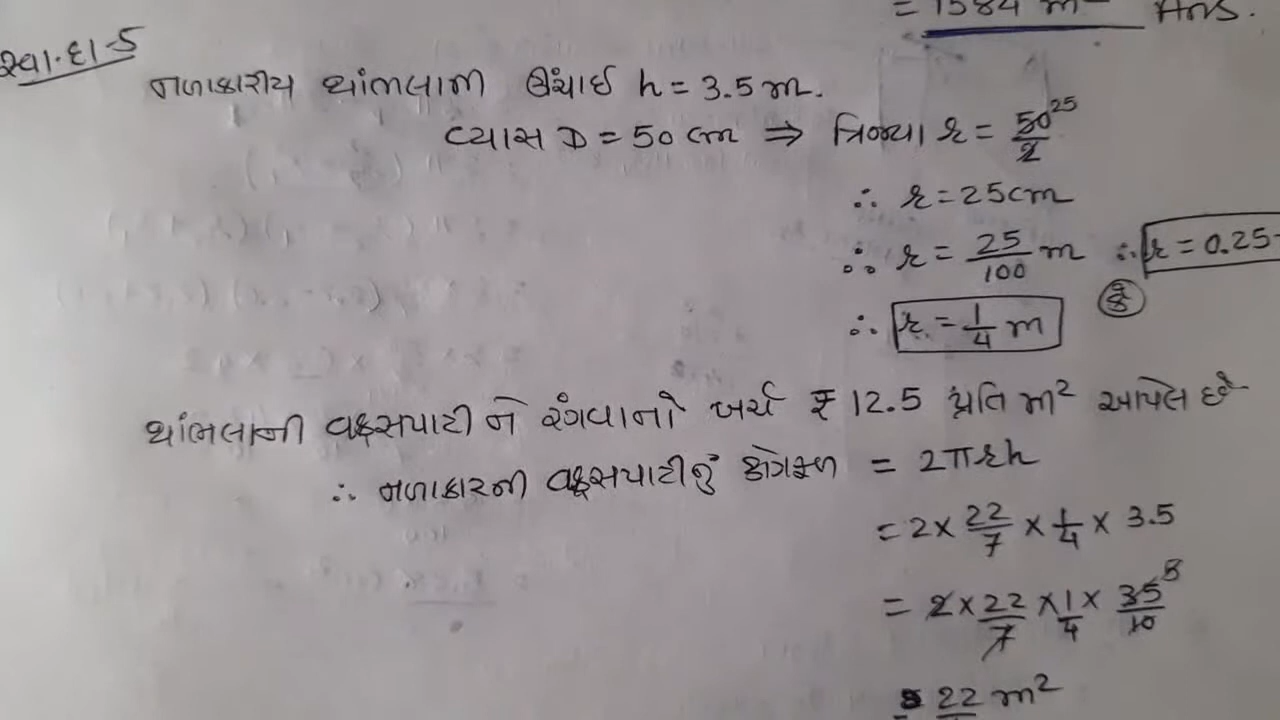 = 1584 m² Ans.
સ્વા.દા-5
નળાકારીય થાંભલાની ઊંચાઈ h = 3.5 m.
વ્યાસ D = 50 cm ⇒ ત્રિજ્યા r = 50/2 25
∴ r = 25cm
∴ r = 25/100 m ∴ r = 0.25
∴ r = 1/4 m
થાંભલાની વક્રસપાટી ને રંગવાનો ખર્ચ ₹ 12.5 પ્રતિ m² આપેલ છે
∴ નળાકારની વક્રસપાટીનું ક્ષેત્રફળ = 2πrh
= 2 × 22/7 × 1/4 × 3.5
= 2 × 22/7 × 1/4 × 35/10 5
= 22 m²